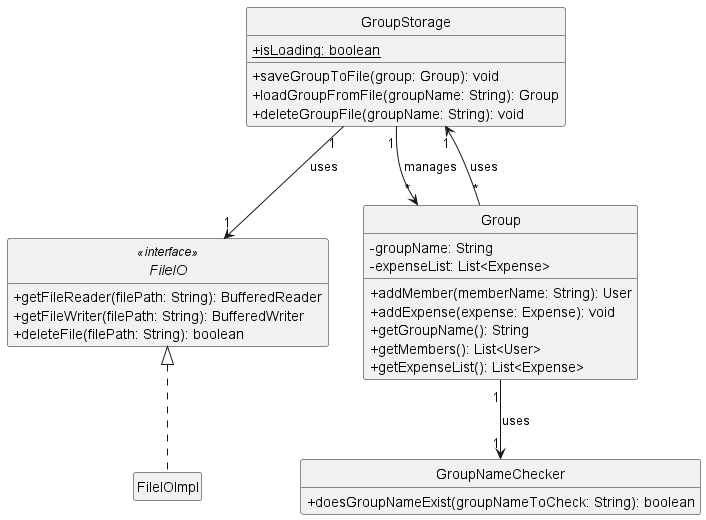 GroupStorage
+isLoading: boolean
+saveGroupToFile(group: Group): void
+loadGroupFromFile(groupName: String): Group
+deleteGroupFile(groupName: String): void
1 1 1
uses manages uses
1 * *
«interface»
FileIO
+getFileReader(filePath: String): BufferedReader
+getFileWriter(filePath: String): BufferedWriter
+deleteFile(filePath: String): boolean
Group
-groupName: String
-expenseList: List<Expense>
+addMember(memberName: String): User
+addExpense(expense: Expense): void
+getGroupName(): String
+getMembers(): List<User>
+getExpenseList(): List<Expense>
1
uses
1
FileIOImpl
GroupNameChecker
+doesGroupNameExist(groupNameToCheck: String): boolean